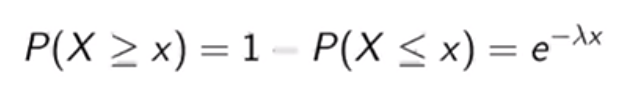 P(X ≥ x) = 1 − P(X ≤ x) = e^{−λx}